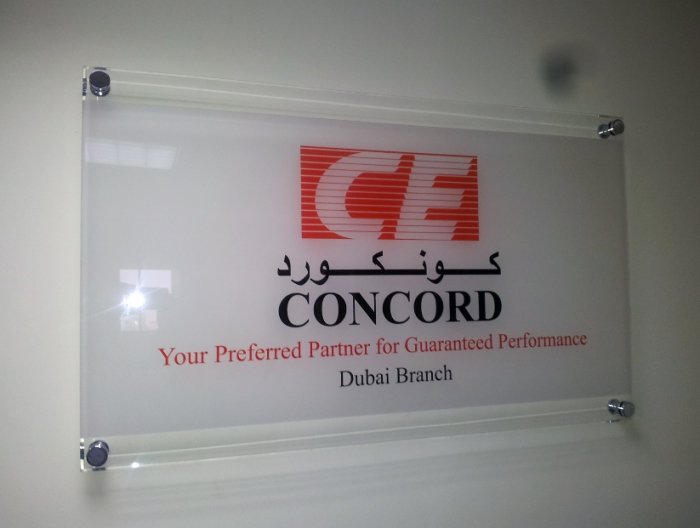 CE
كونكورد
CONCORD
Your Preferred Partner for Guaranteed Performance
Dubai Branch